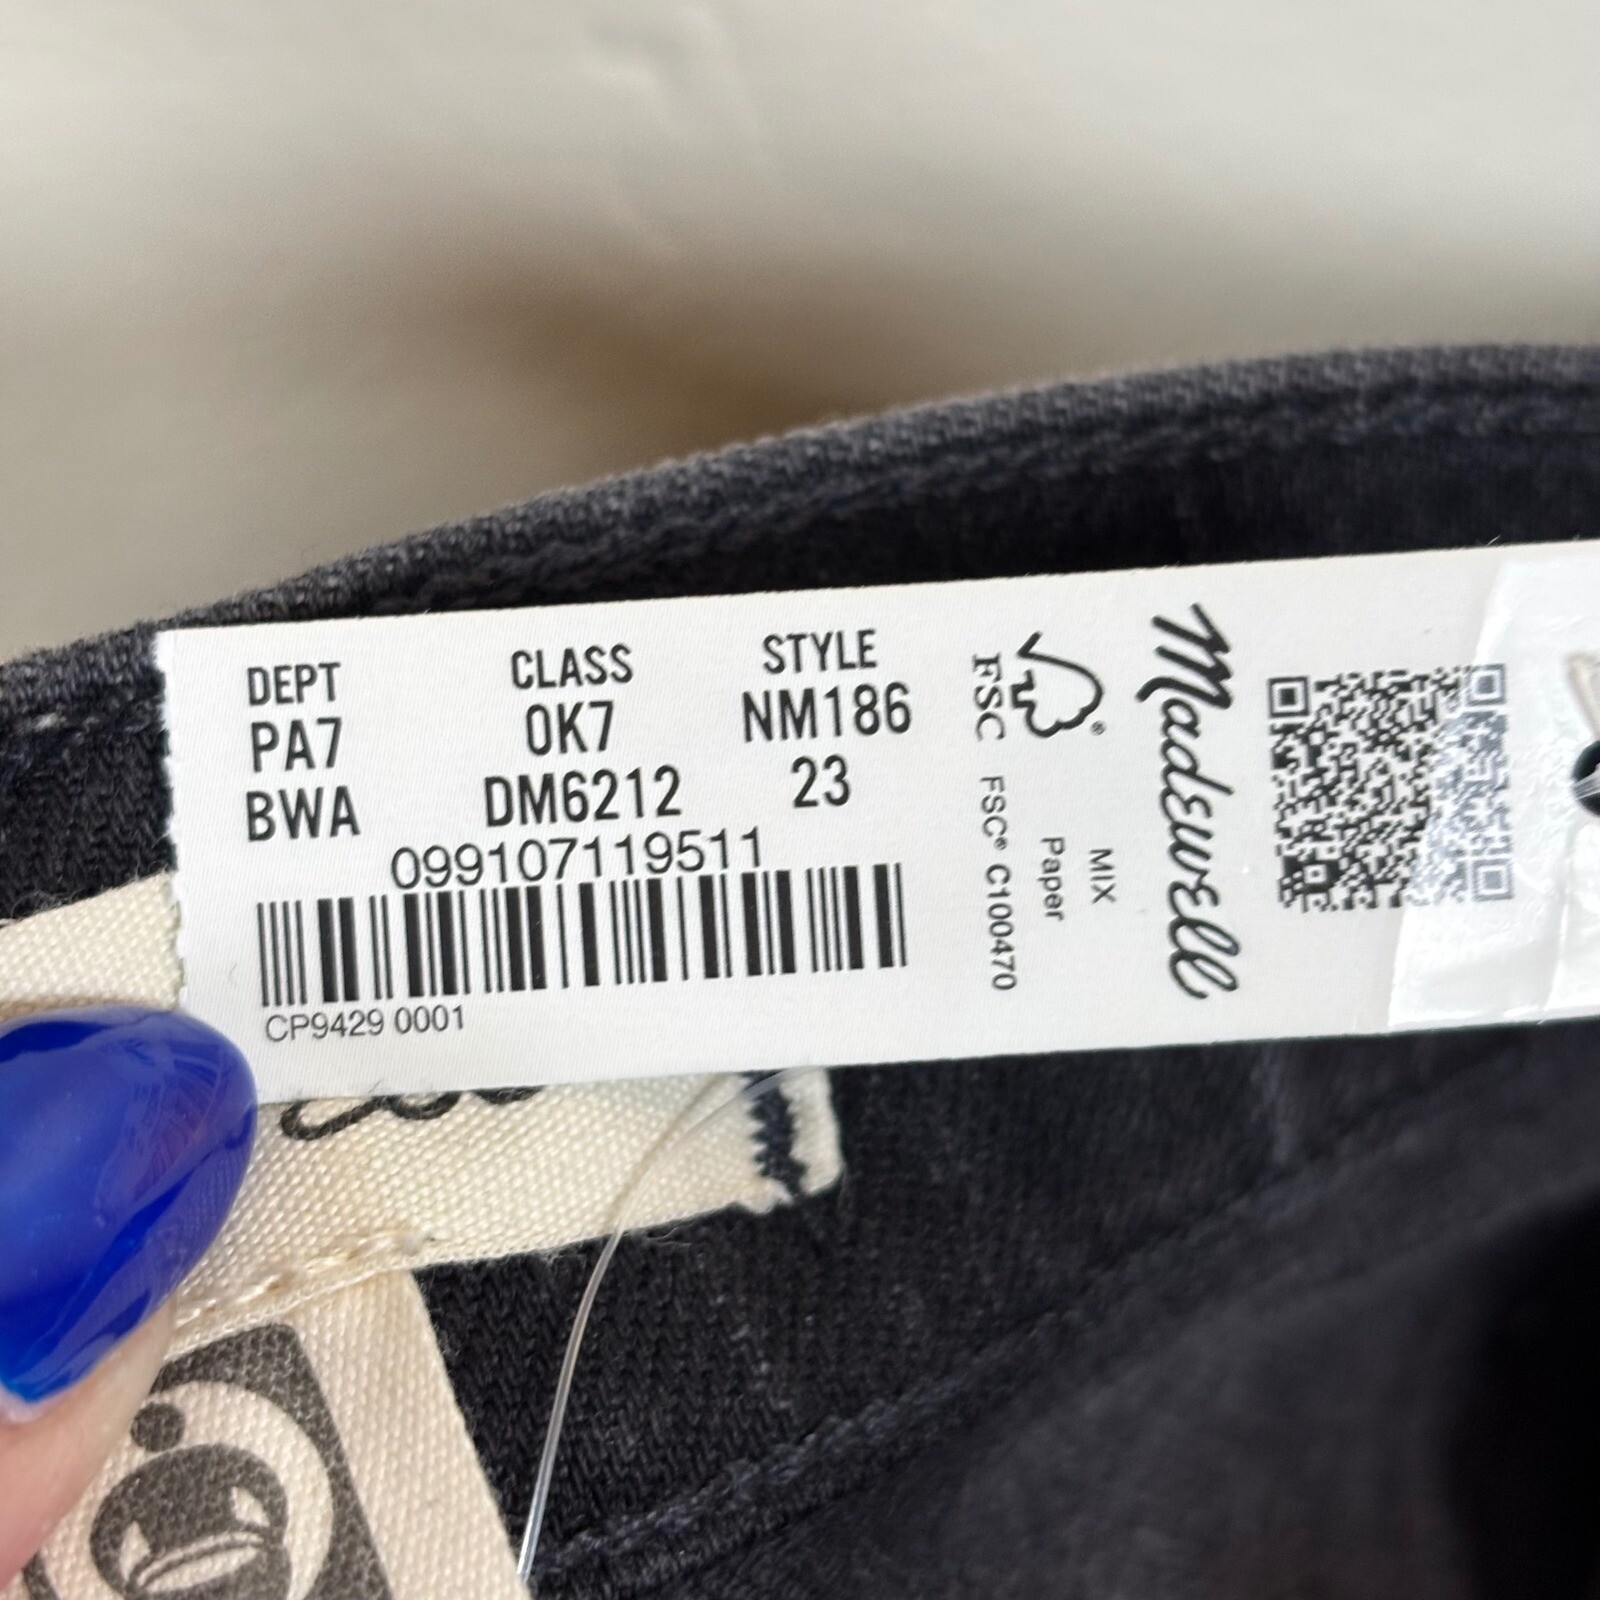 DEPT CLASS STYLE
PA7 0K7 NM186
BWA DM6212 23
099107119511
CP9429 0001
FSC®
FSC® C100470
MIX
Paper
Madewell